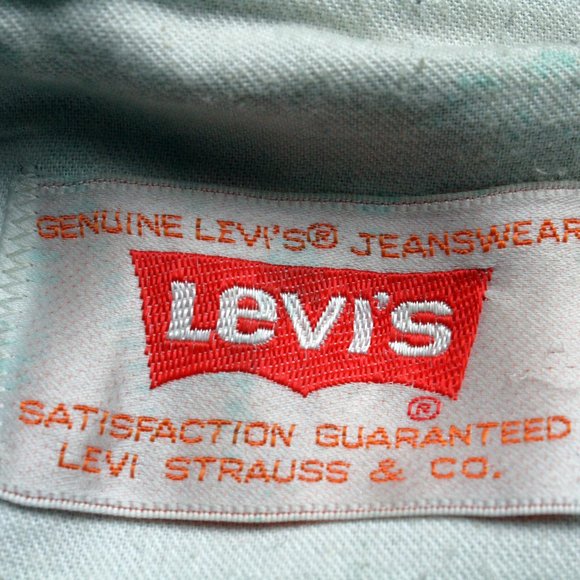 GENUINE LEVI'S® JEANSWEAR
Levi's
®
SATISFACTION GUARANTEED
LEVI STRAUSS & CO.